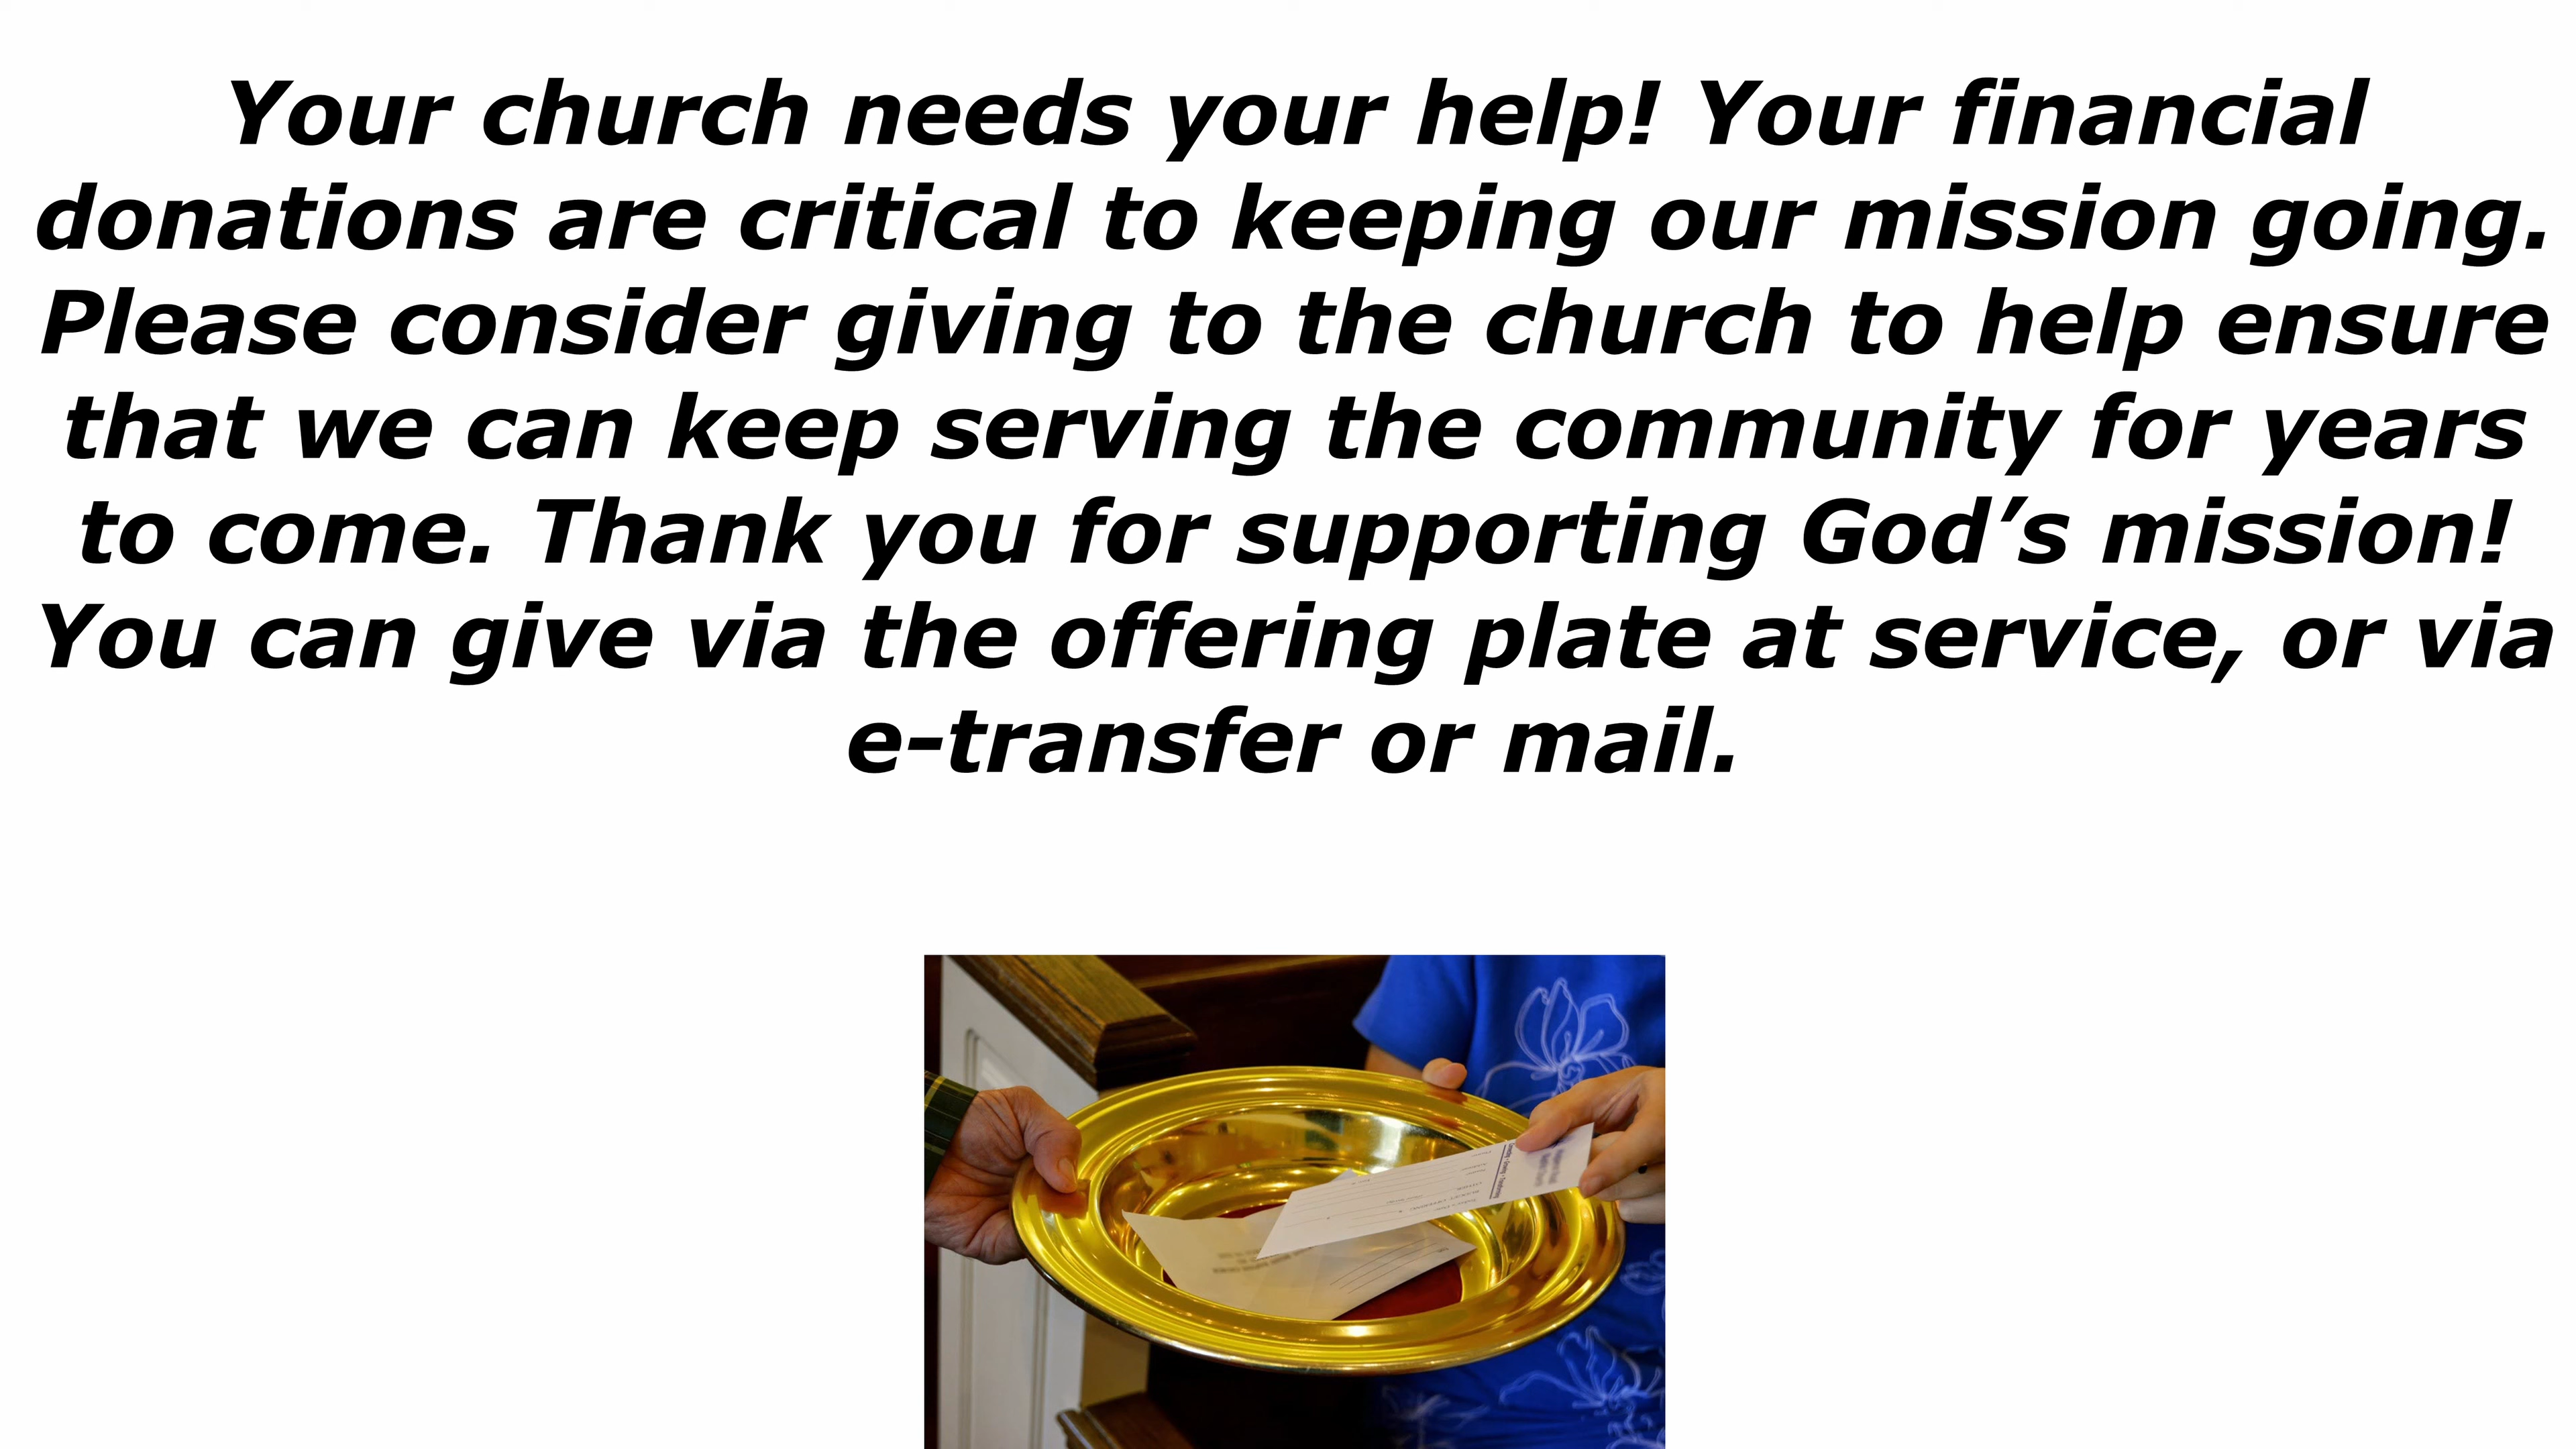 Your church needs your help! Your financial
donations are critical to keeping our mission going.
Please consider giving to the church to help ensure
that we can keep serving the community for years
to come. Thank you for supporting God’s mission!
You can give via the offering plate at service, or via
e-transfer or mail.